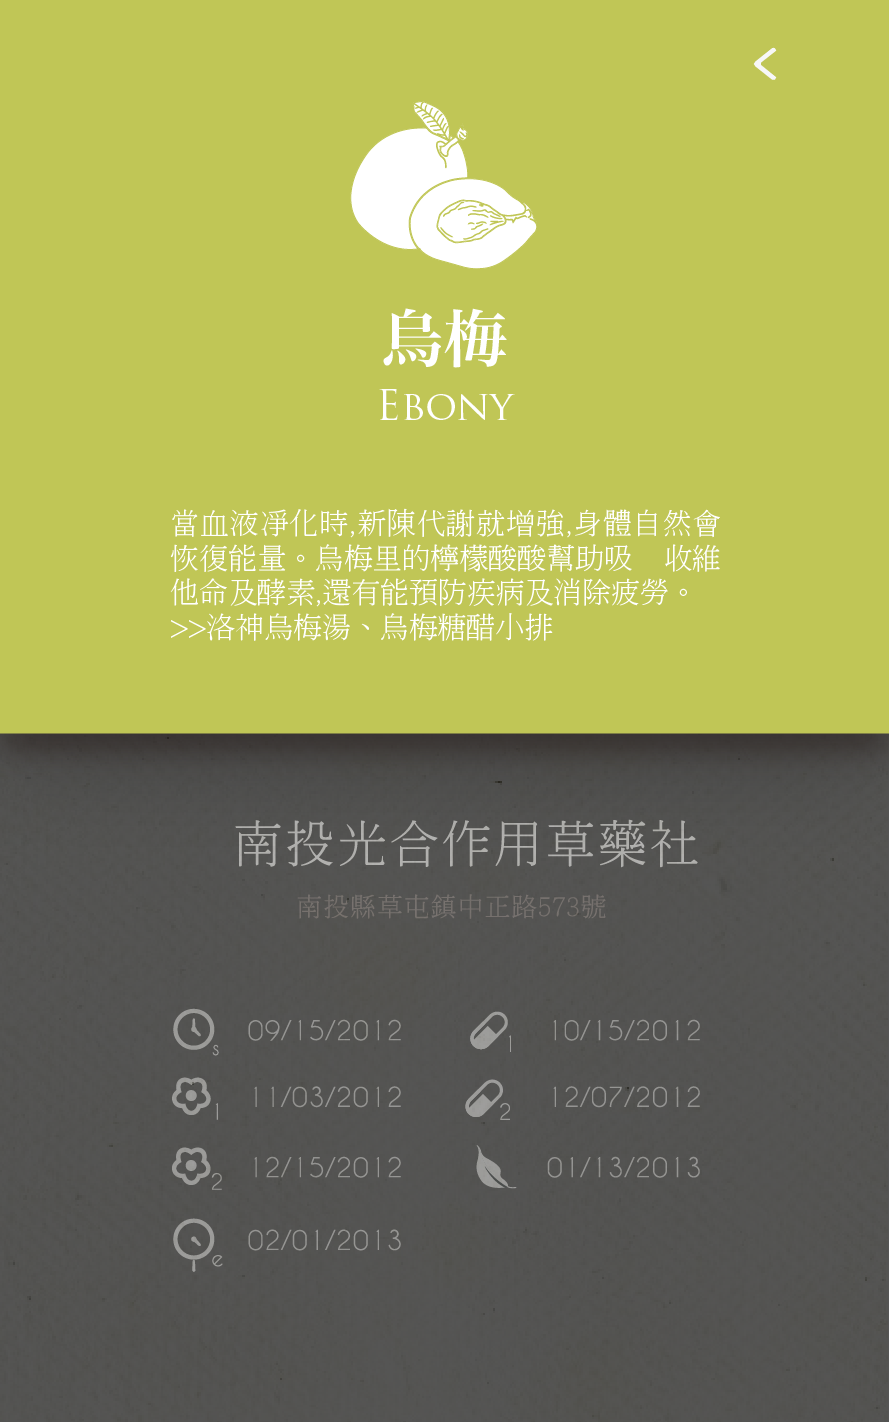 烏梅
EBONY
當血液凈化時,新陳代謝就增強,身體自然會
恢復能量。烏梅里的檸檬酸酸幫助吸　收維
他命及酵素,還有能預防疾病及消除疲勞。
>>洛神烏梅湯、烏梅糖醋小排
南投光合作用草藥社
南投縣草屯鎮中正路573號
s 09/15/2012 1 10/15/2012
1 11/03/2012 2 12/07/2012
2 12/15/2012 01/13/2013
e 02/01/2013